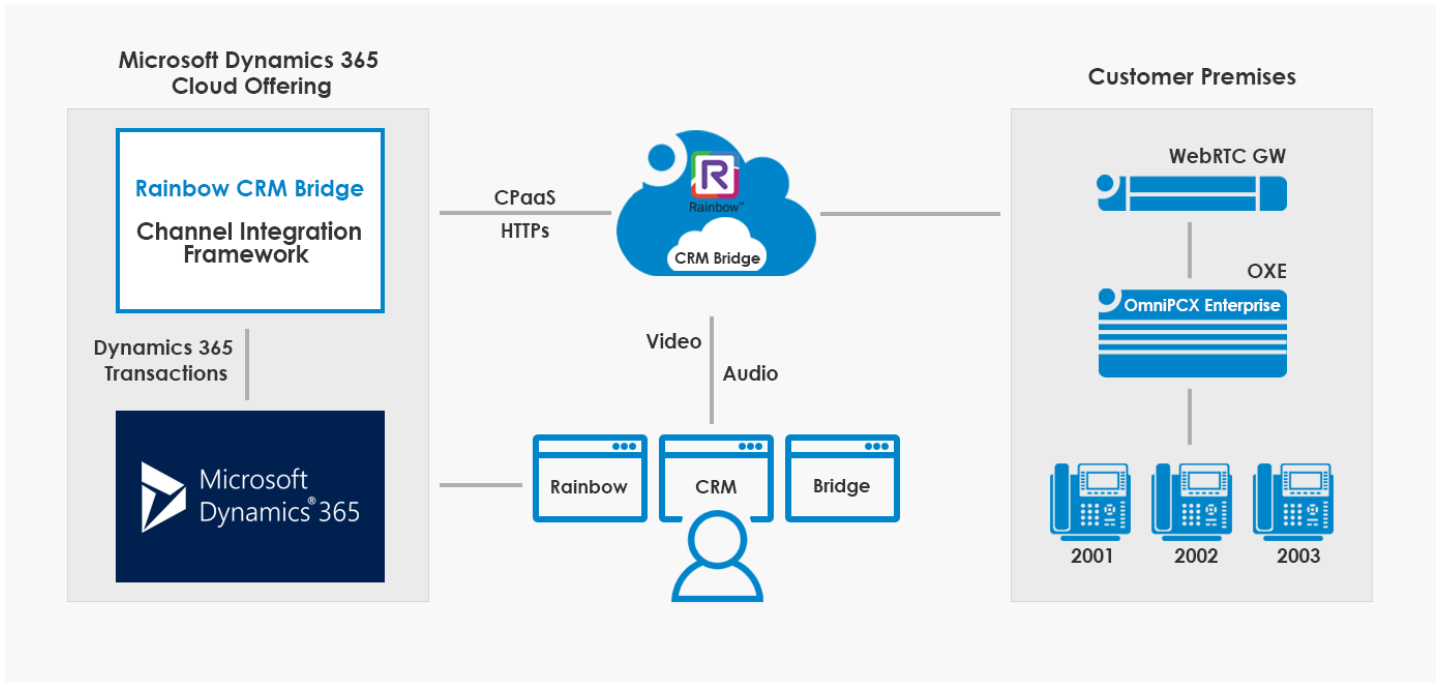 Microsoft Dynamics 365
Cloud Offering
Rainbow CRM Bridge
Channel Integration
Framework
Dynamics 365
Transactions
Microsoft
Dynamics® 365
CPaaS
HTTPs
R
Rainbow™
CRM Bridge
Video
Audio
Rainbow
CRM
Bridge
Customer Premises
WebRTC GW
OXE
OmniPCX Enterprise
2001
2002
2003